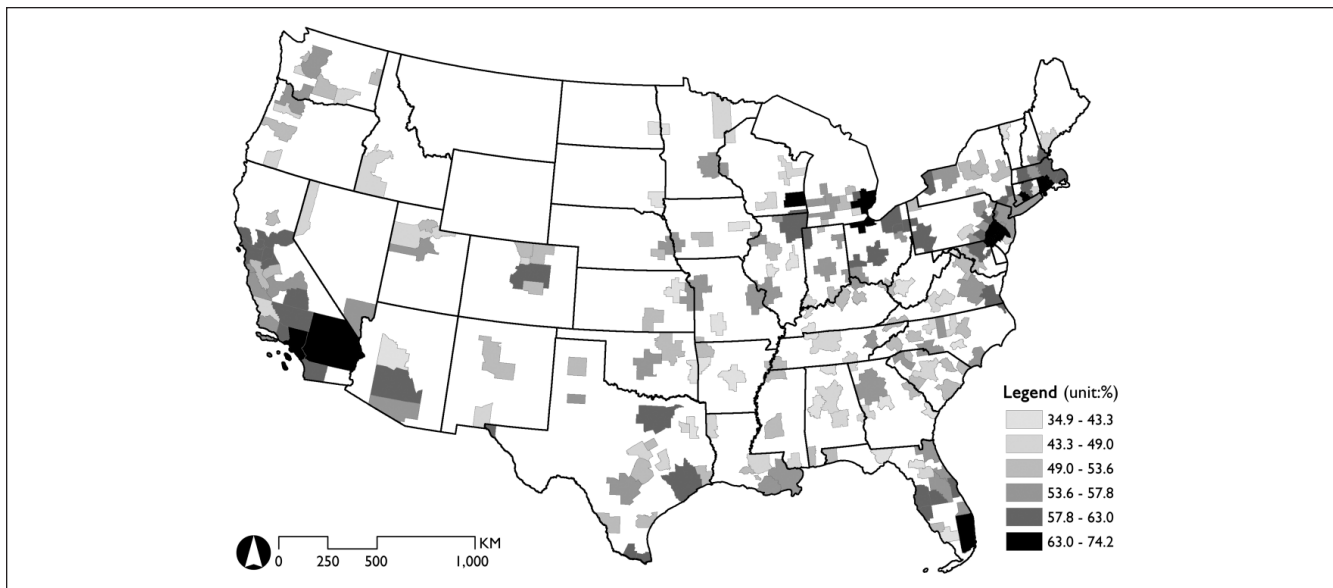 Legend (unit:%)
34.9 - 43.3
43.3 - 49.0
49.0 - 53.6
53.6 - 57.8
57.8 - 63.0
63.0 - 74.2
KM
0 250 500 1,000